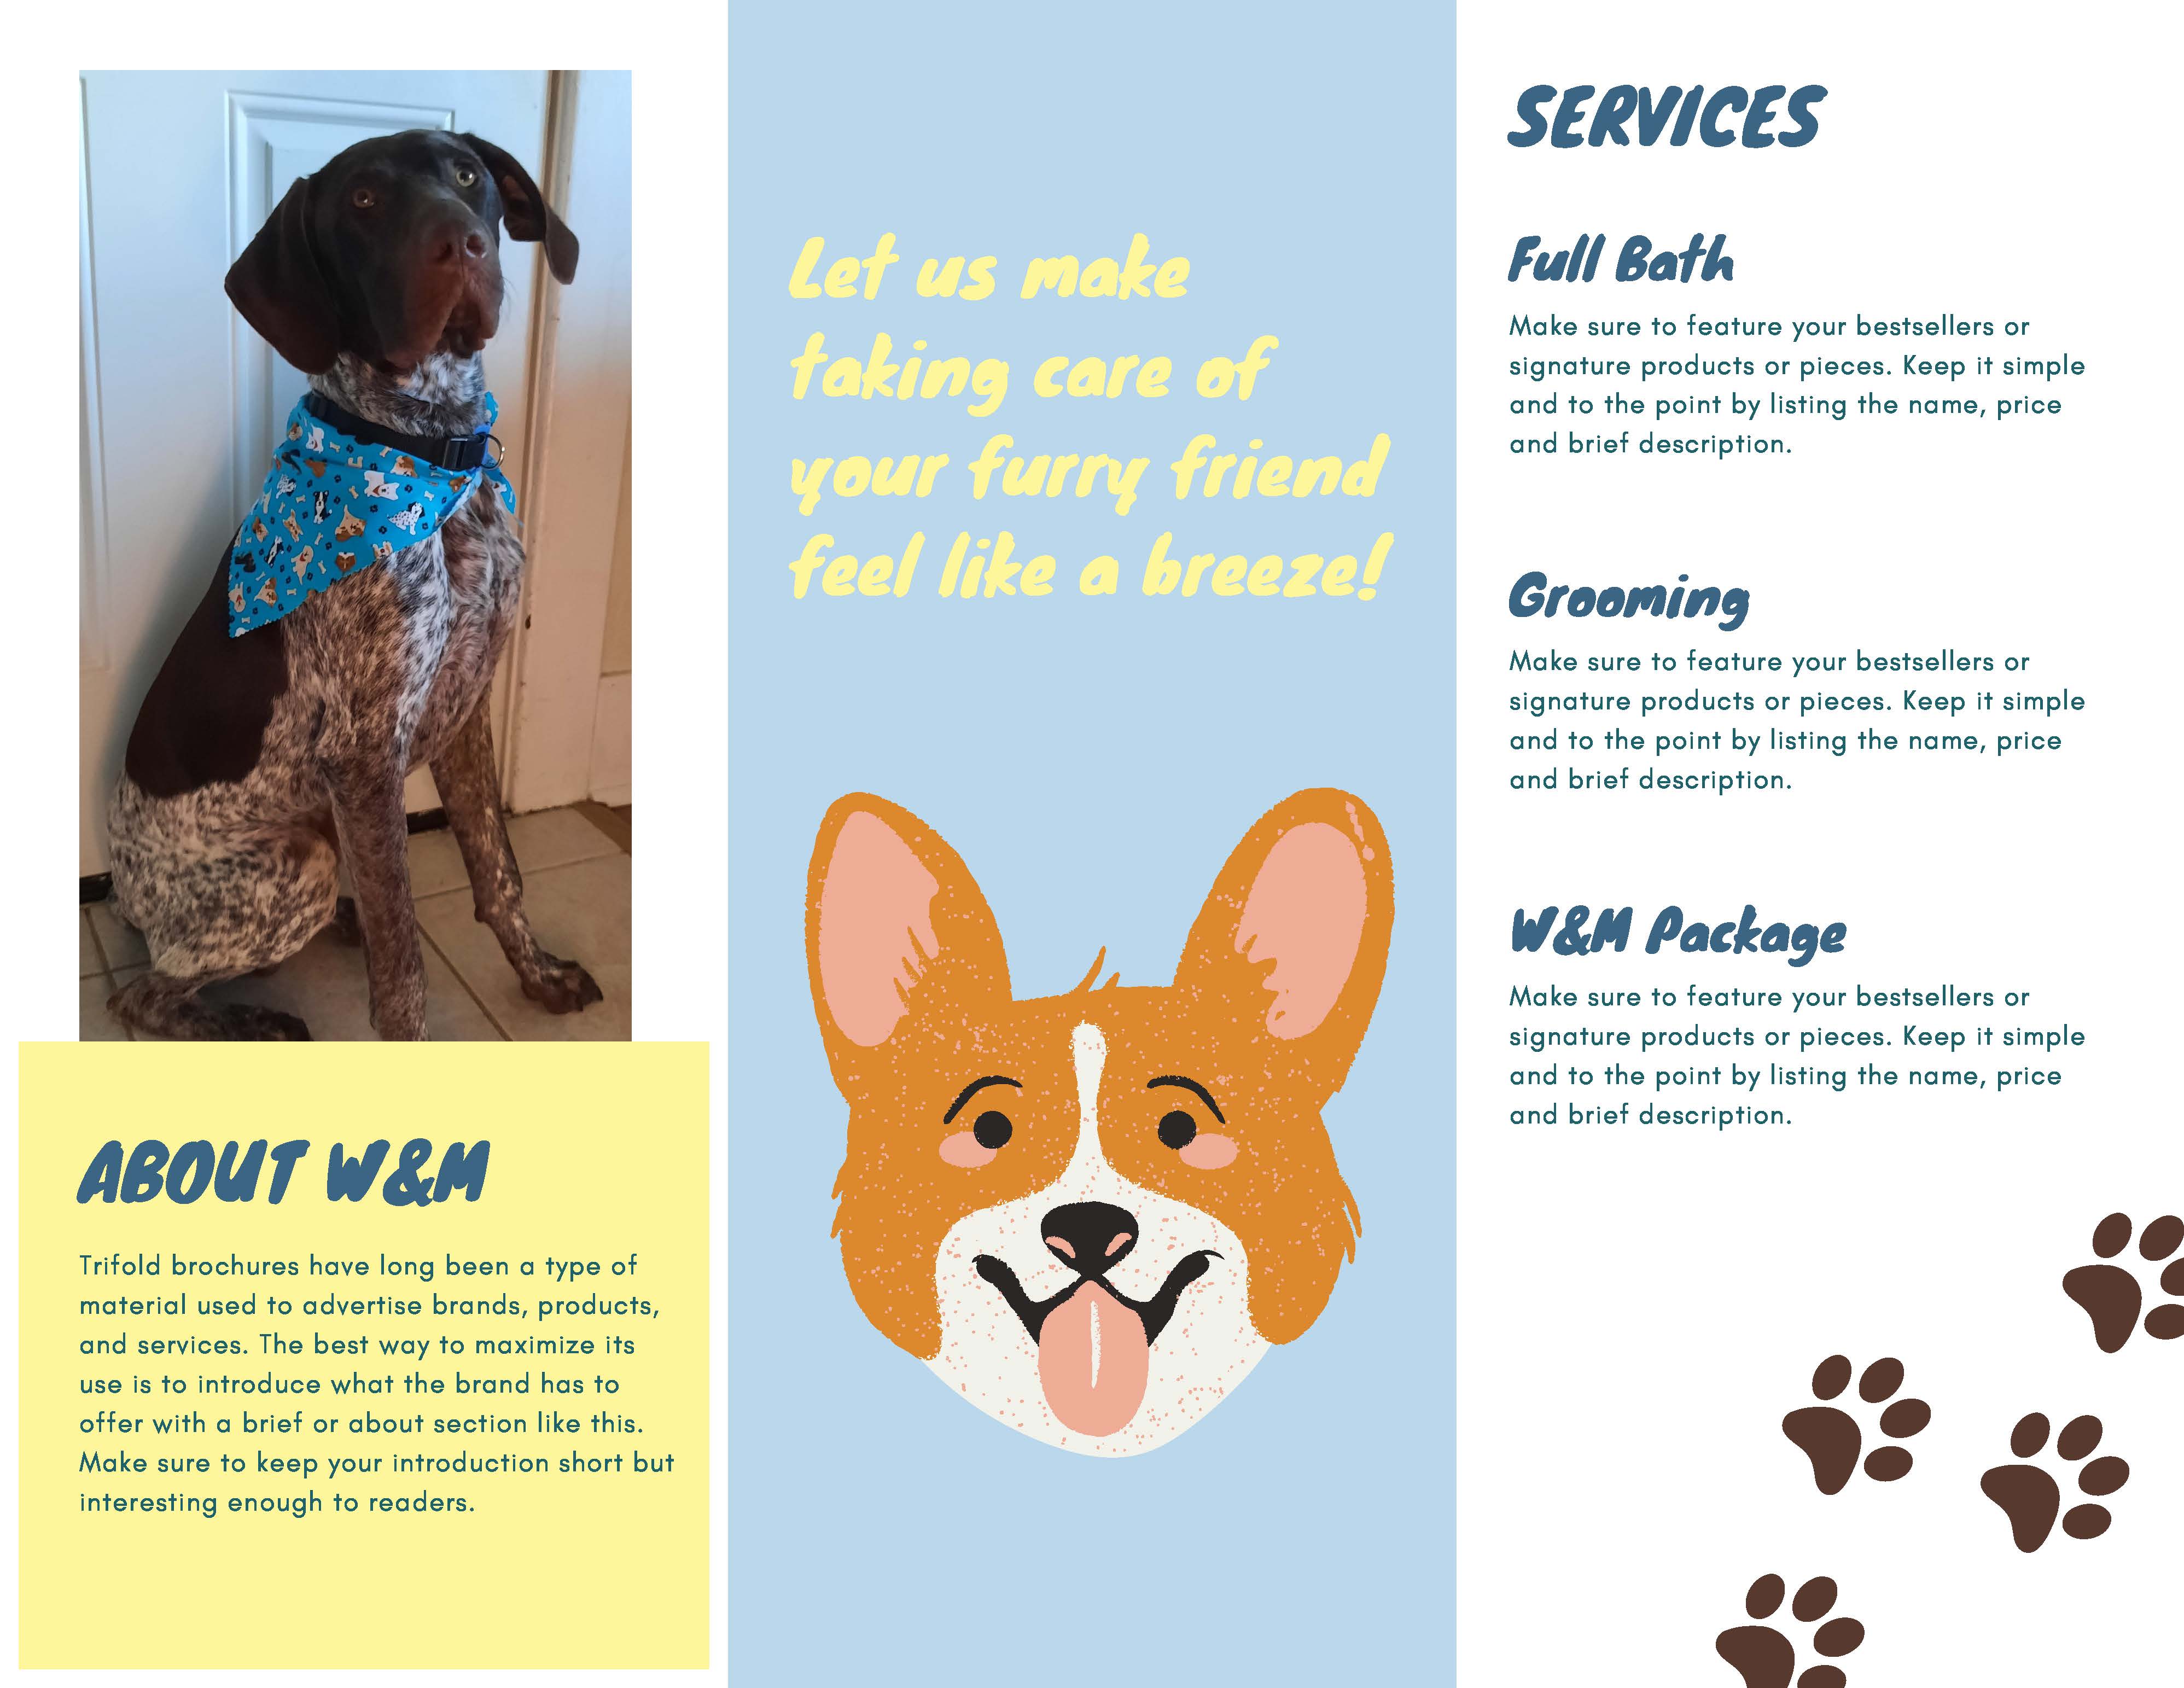 ABOUT W&M
Trifold brochures have long been a type of
material used to advertise brands, products,
and services. The best way to maximize its
use is to introduce what the brand has to
offer with a brief or about section like this.
Make sure to keep your introduction short but
interesting enough to readers.
Let us make
taking care of
your furry friend
feel like a breeze!
SERVICES
Full Bath
Make sure to feature your bestsellers or
signature products or pieces. Keep it simple
and to the point by listing the name, price
and brief description.
Grooming
Make sure to feature your bestsellers or
signature products or pieces. Keep it simple
and to the point by listing the name, price
and brief description.
W&M Package
Make sure to feature your bestsellers or
signature products or pieces. Keep it simple
and to the point by listing the name, price
and brief description.